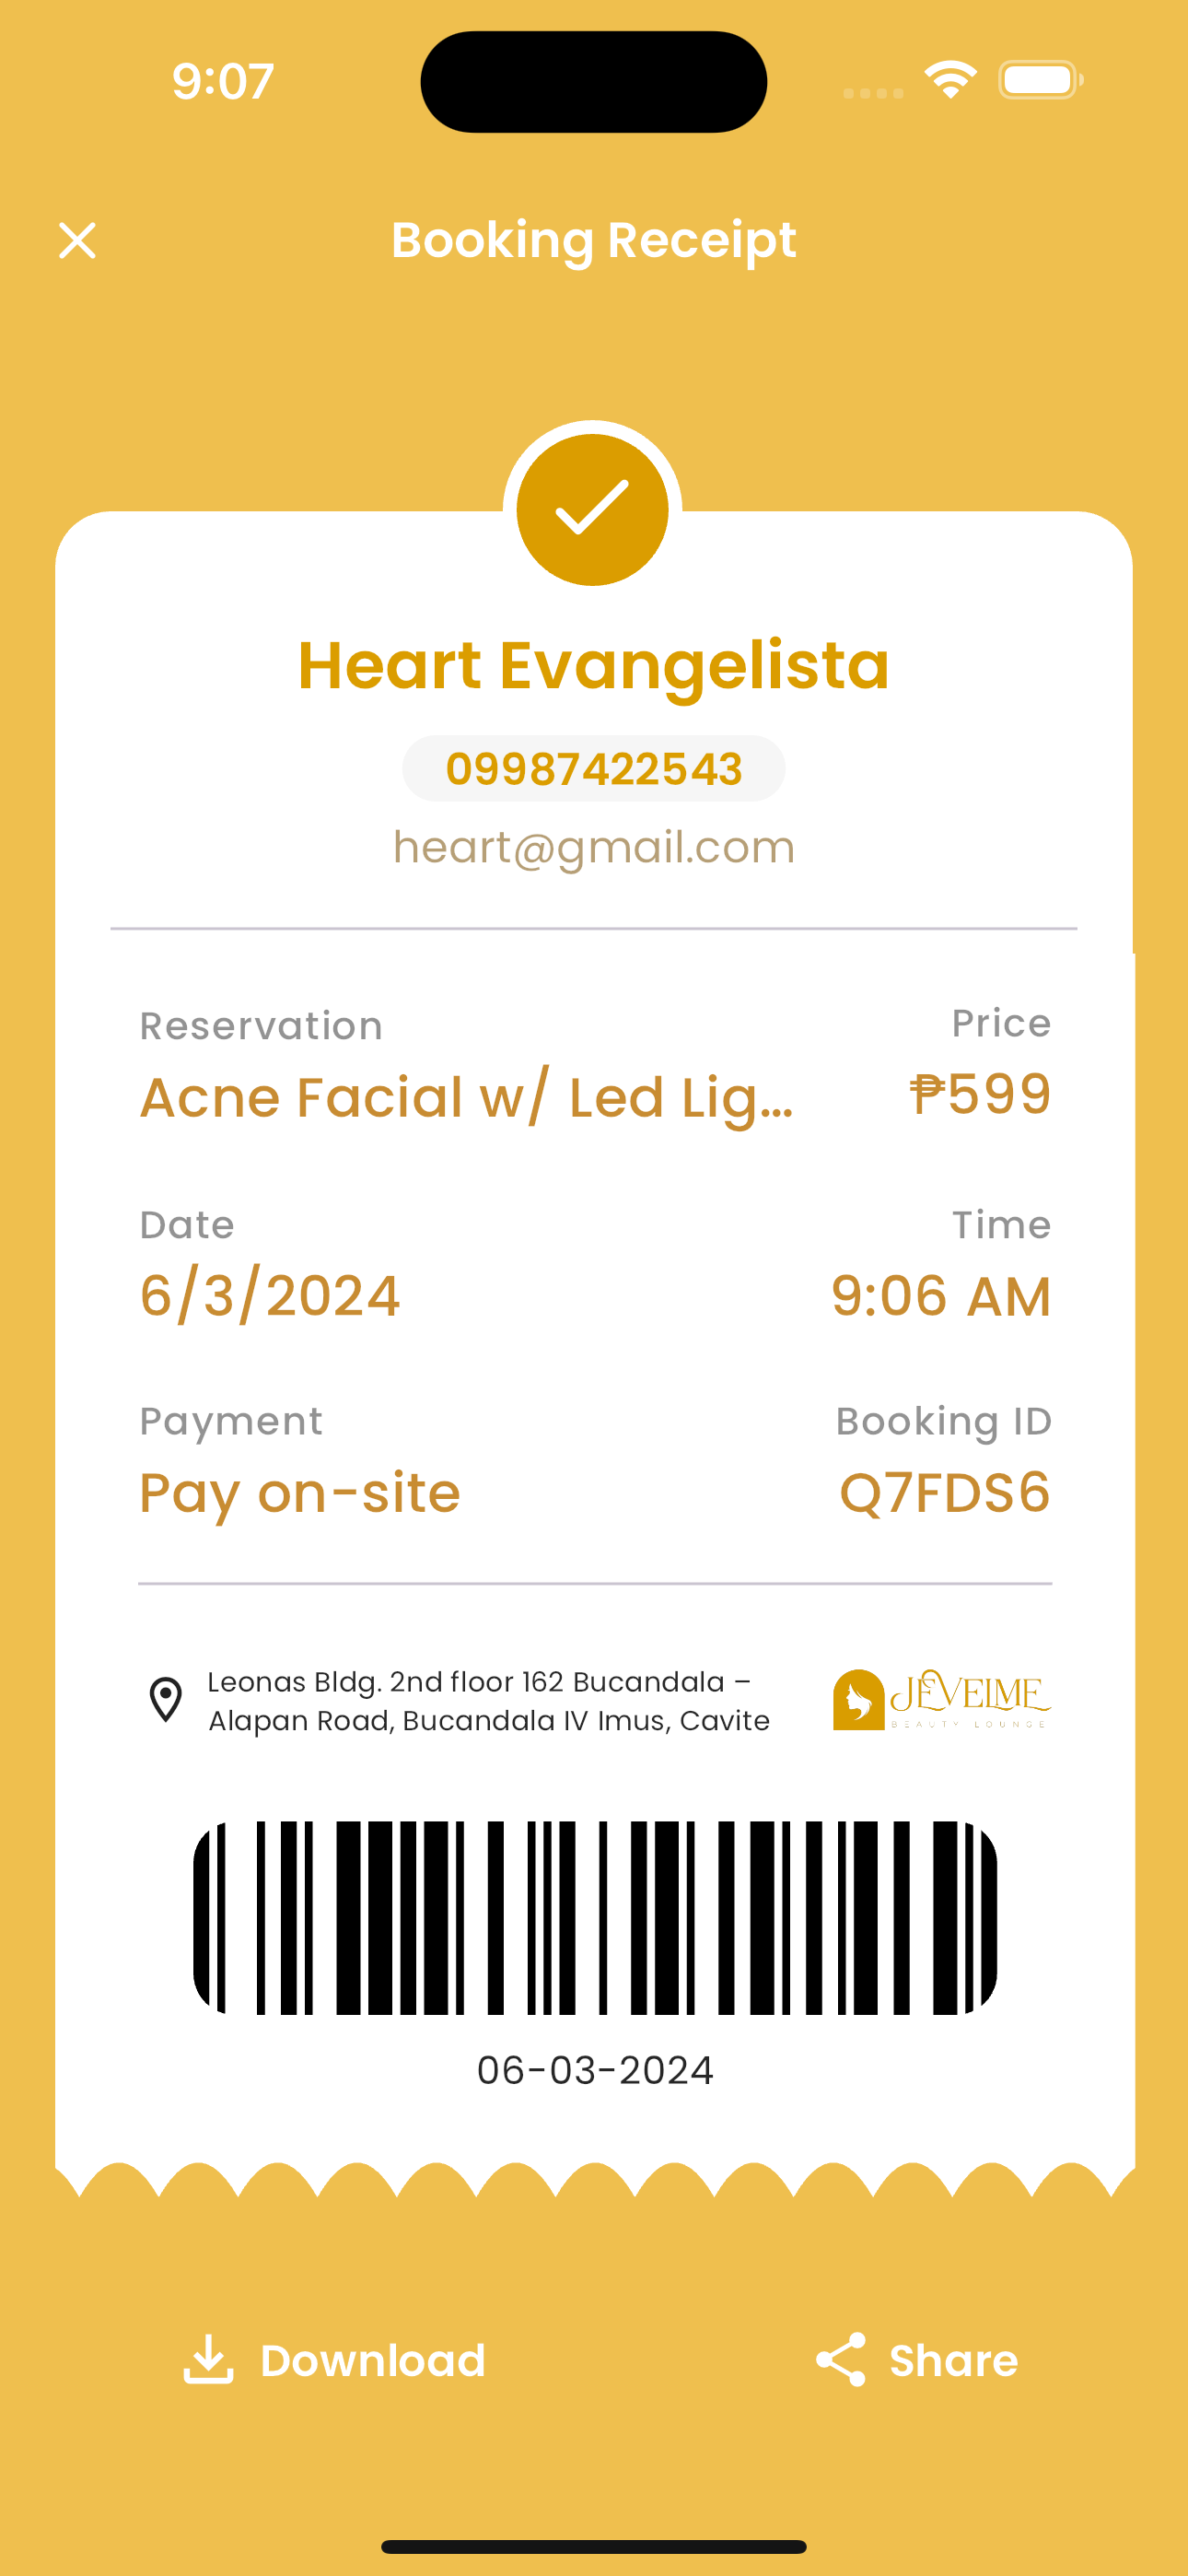 9:07
Booking Receipt
Heart Evangelista
09987422543
heart@gmail.com
Reservation
Price
Acne Facial w/ Led Lig...
₱599
Date
Time
6/3/2024
9:06 AM
Payment
Booking ID
Pay on-site
Q7FDS6
Leonas Bldg. 2nd floor 162 Bucandala –
Alapan Road, Bucandala IV Imus, Cavite
JEVEIME
BEAUTY LOUNGE
06-03-2024
Download
Share